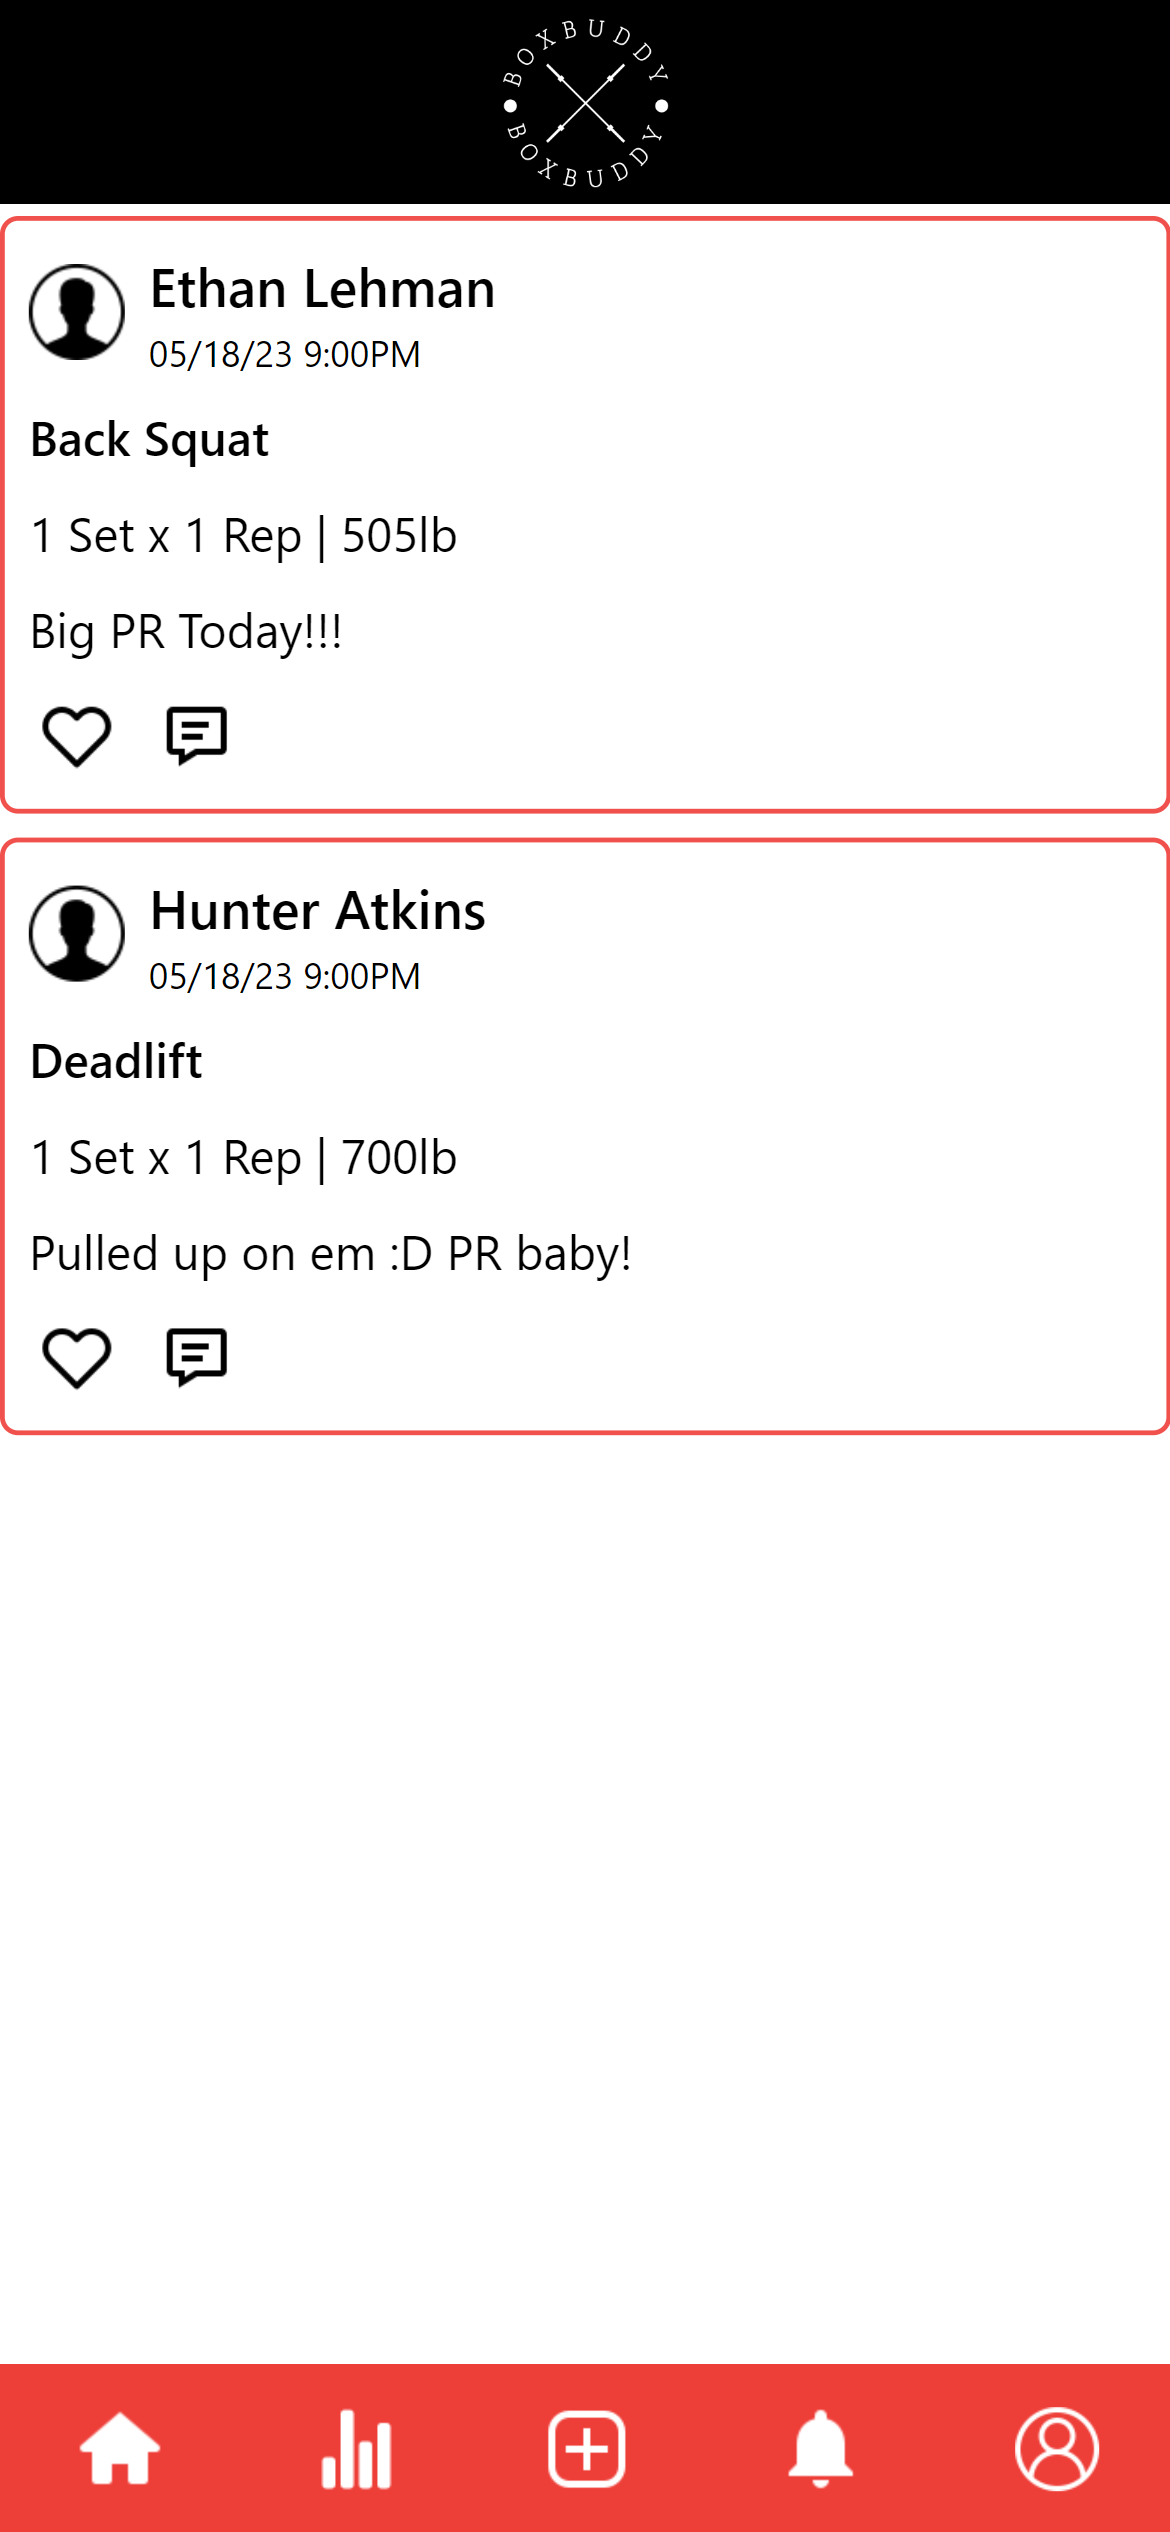 BOXBUDDY
BOXBUDDY
Ethan Lehman
05/18/23 9:00PM
Back Squat
1 Set x 1 Rep | 505lb
Big PR Today!!!
Hunter Atkins
05/18/23 9:00PM
Deadlift
1 Set x 1 Rep | 700lb
Pulled up on em :D PR baby!